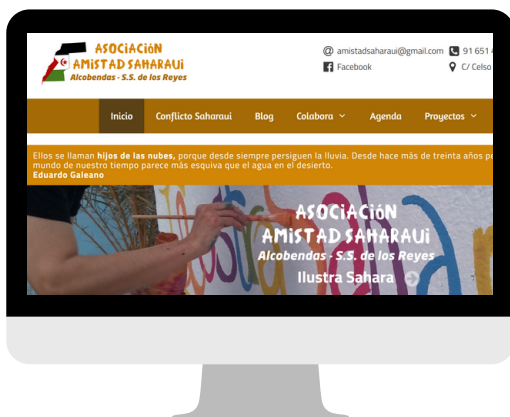 ASOCIACIÓN
AMISTAD SAHARAUI
Alcobendas - S.S. de los Reyes
@ amistadsaharaui@gmail.com 91 651
Facebook C/ Celso
Inicio Conflicto Saharaui Blog Colabora Agenda Proyectos
Ellos se llaman hijos de las nubes, porque desde siempre persiguen la lluvia. Desde hace más de treinta años
mundo de nuestro tiempo parece más esquiva que el agua en el desierto.
Eduardo Galeano
ASOCIACIÓN
AMISTAD SAHARAUI
Alcobendas - S.S. de los Reyes
Ilustra Sahara